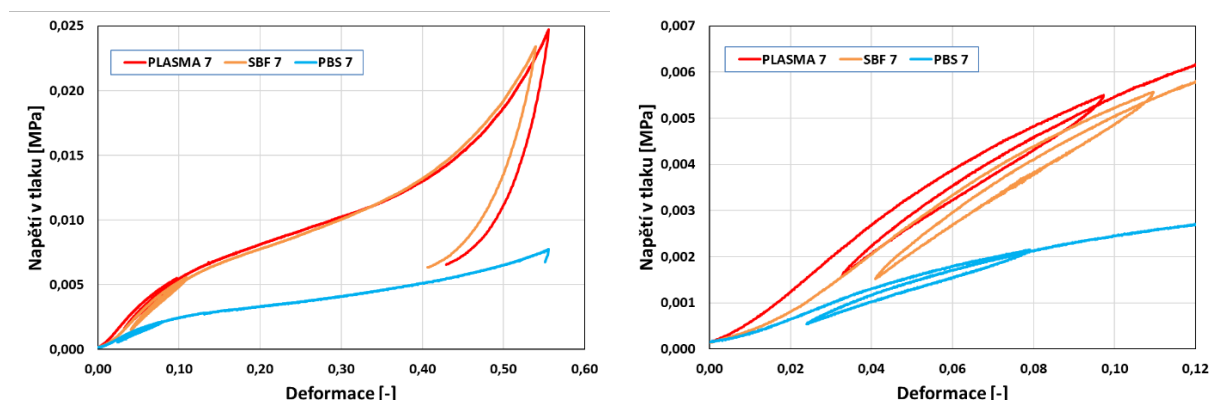 0,025
0,020
0,015
0,010
0,005
0,000
Napětí v tlaku [MPa]
PLASMA 7 SBF 7 PBS 7
0,00 0,10 0,20 0,30 0,40 0,50 0,60
Deformace [-]
0,007
0,006
0,005
0,004
0,003
0,002
0,001
0,000
Napětí v tlaku [MPa]
PLASMA 7 SBF 7 PBS 7
0,00 0,02 0,04 0,06 0,08 0,10 0,12
Deformace [-]